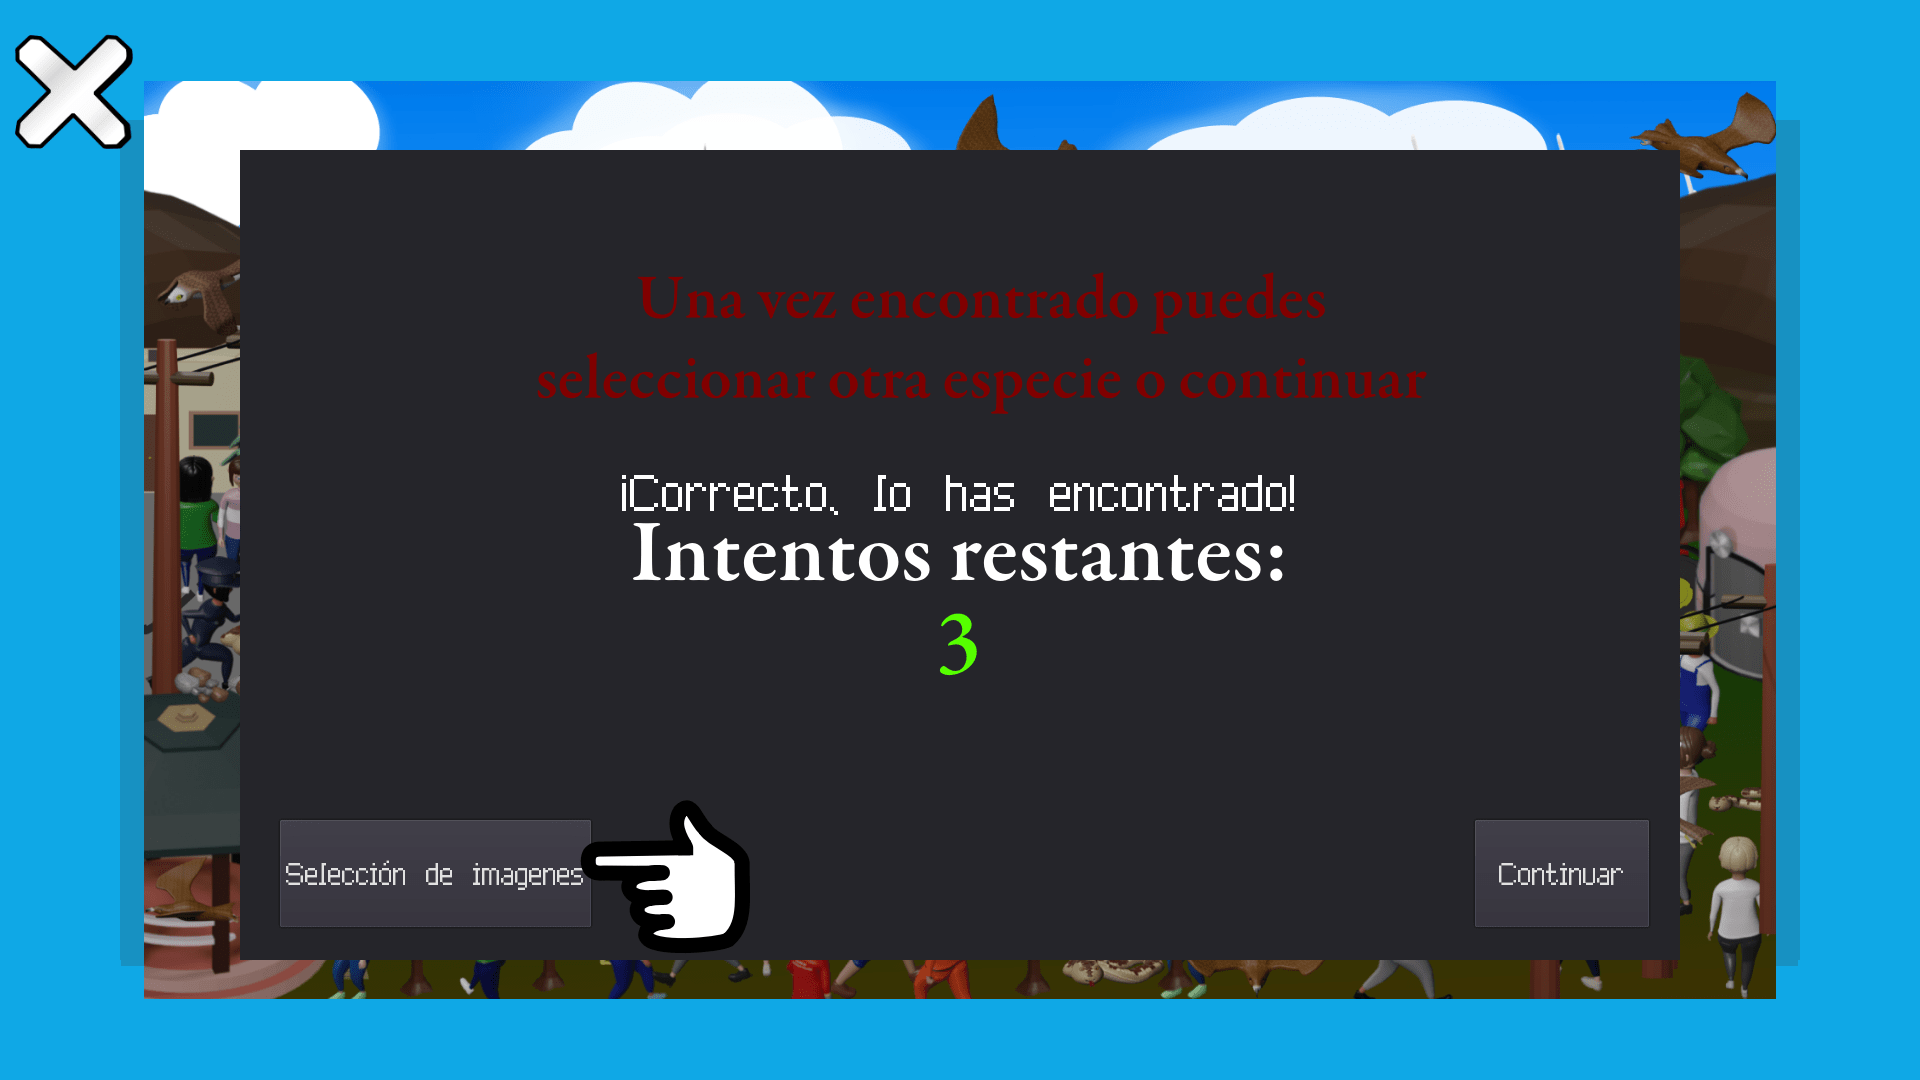 Una vez encontrado puedes
seleccionar otra especie o continuar
¡Correcto, lo has encontrado!
Intentos restantes:
3
Selección de imagenes
Continuar